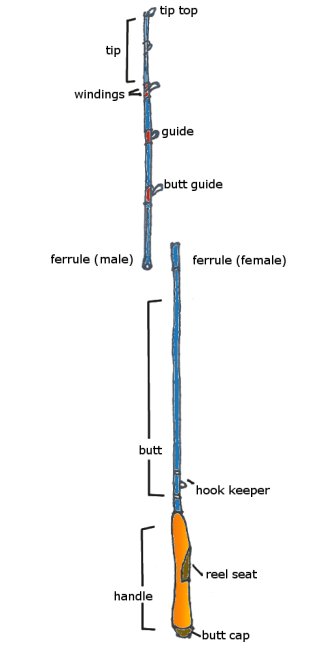 tip top
tip
windings
guide
butt guide
ferrule (male)
ferrule (female)
butt
hook keeper
reel seat
handle
butt cap